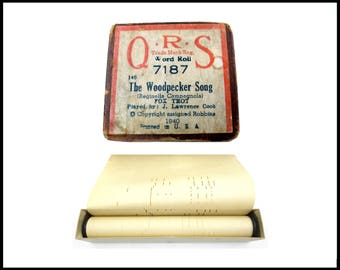 Q·R·S
Trade Mark Reg.
Word Roll
7187
140
The Woodpecker Song
(Reginella Campagnola)
FOX TROT
Played by: J. Lawrence Cook
© Copyright assigned Robbins
1940
Printed in U.S.A